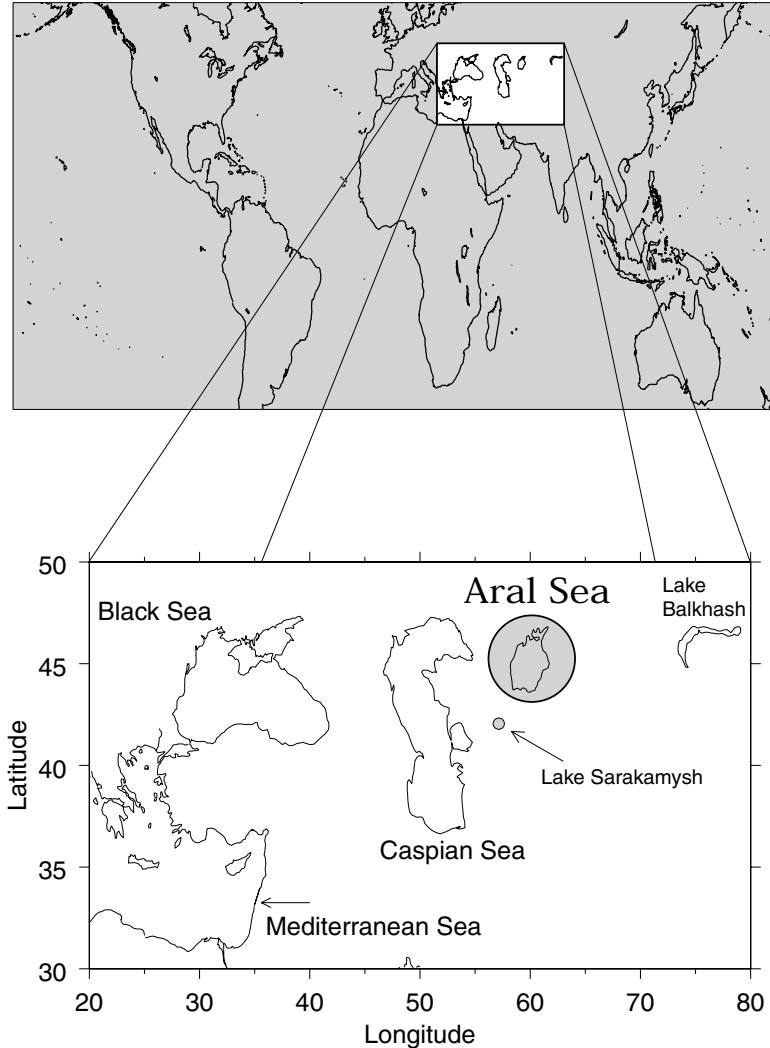 50
45
40
35
30
Latitude
Black Sea
Aral Sea
Lake
Balkhash
Lake Sarakamysh
Caspian Sea
Mediterranean Sea
20
30
40
50
60
70
80
Longitude